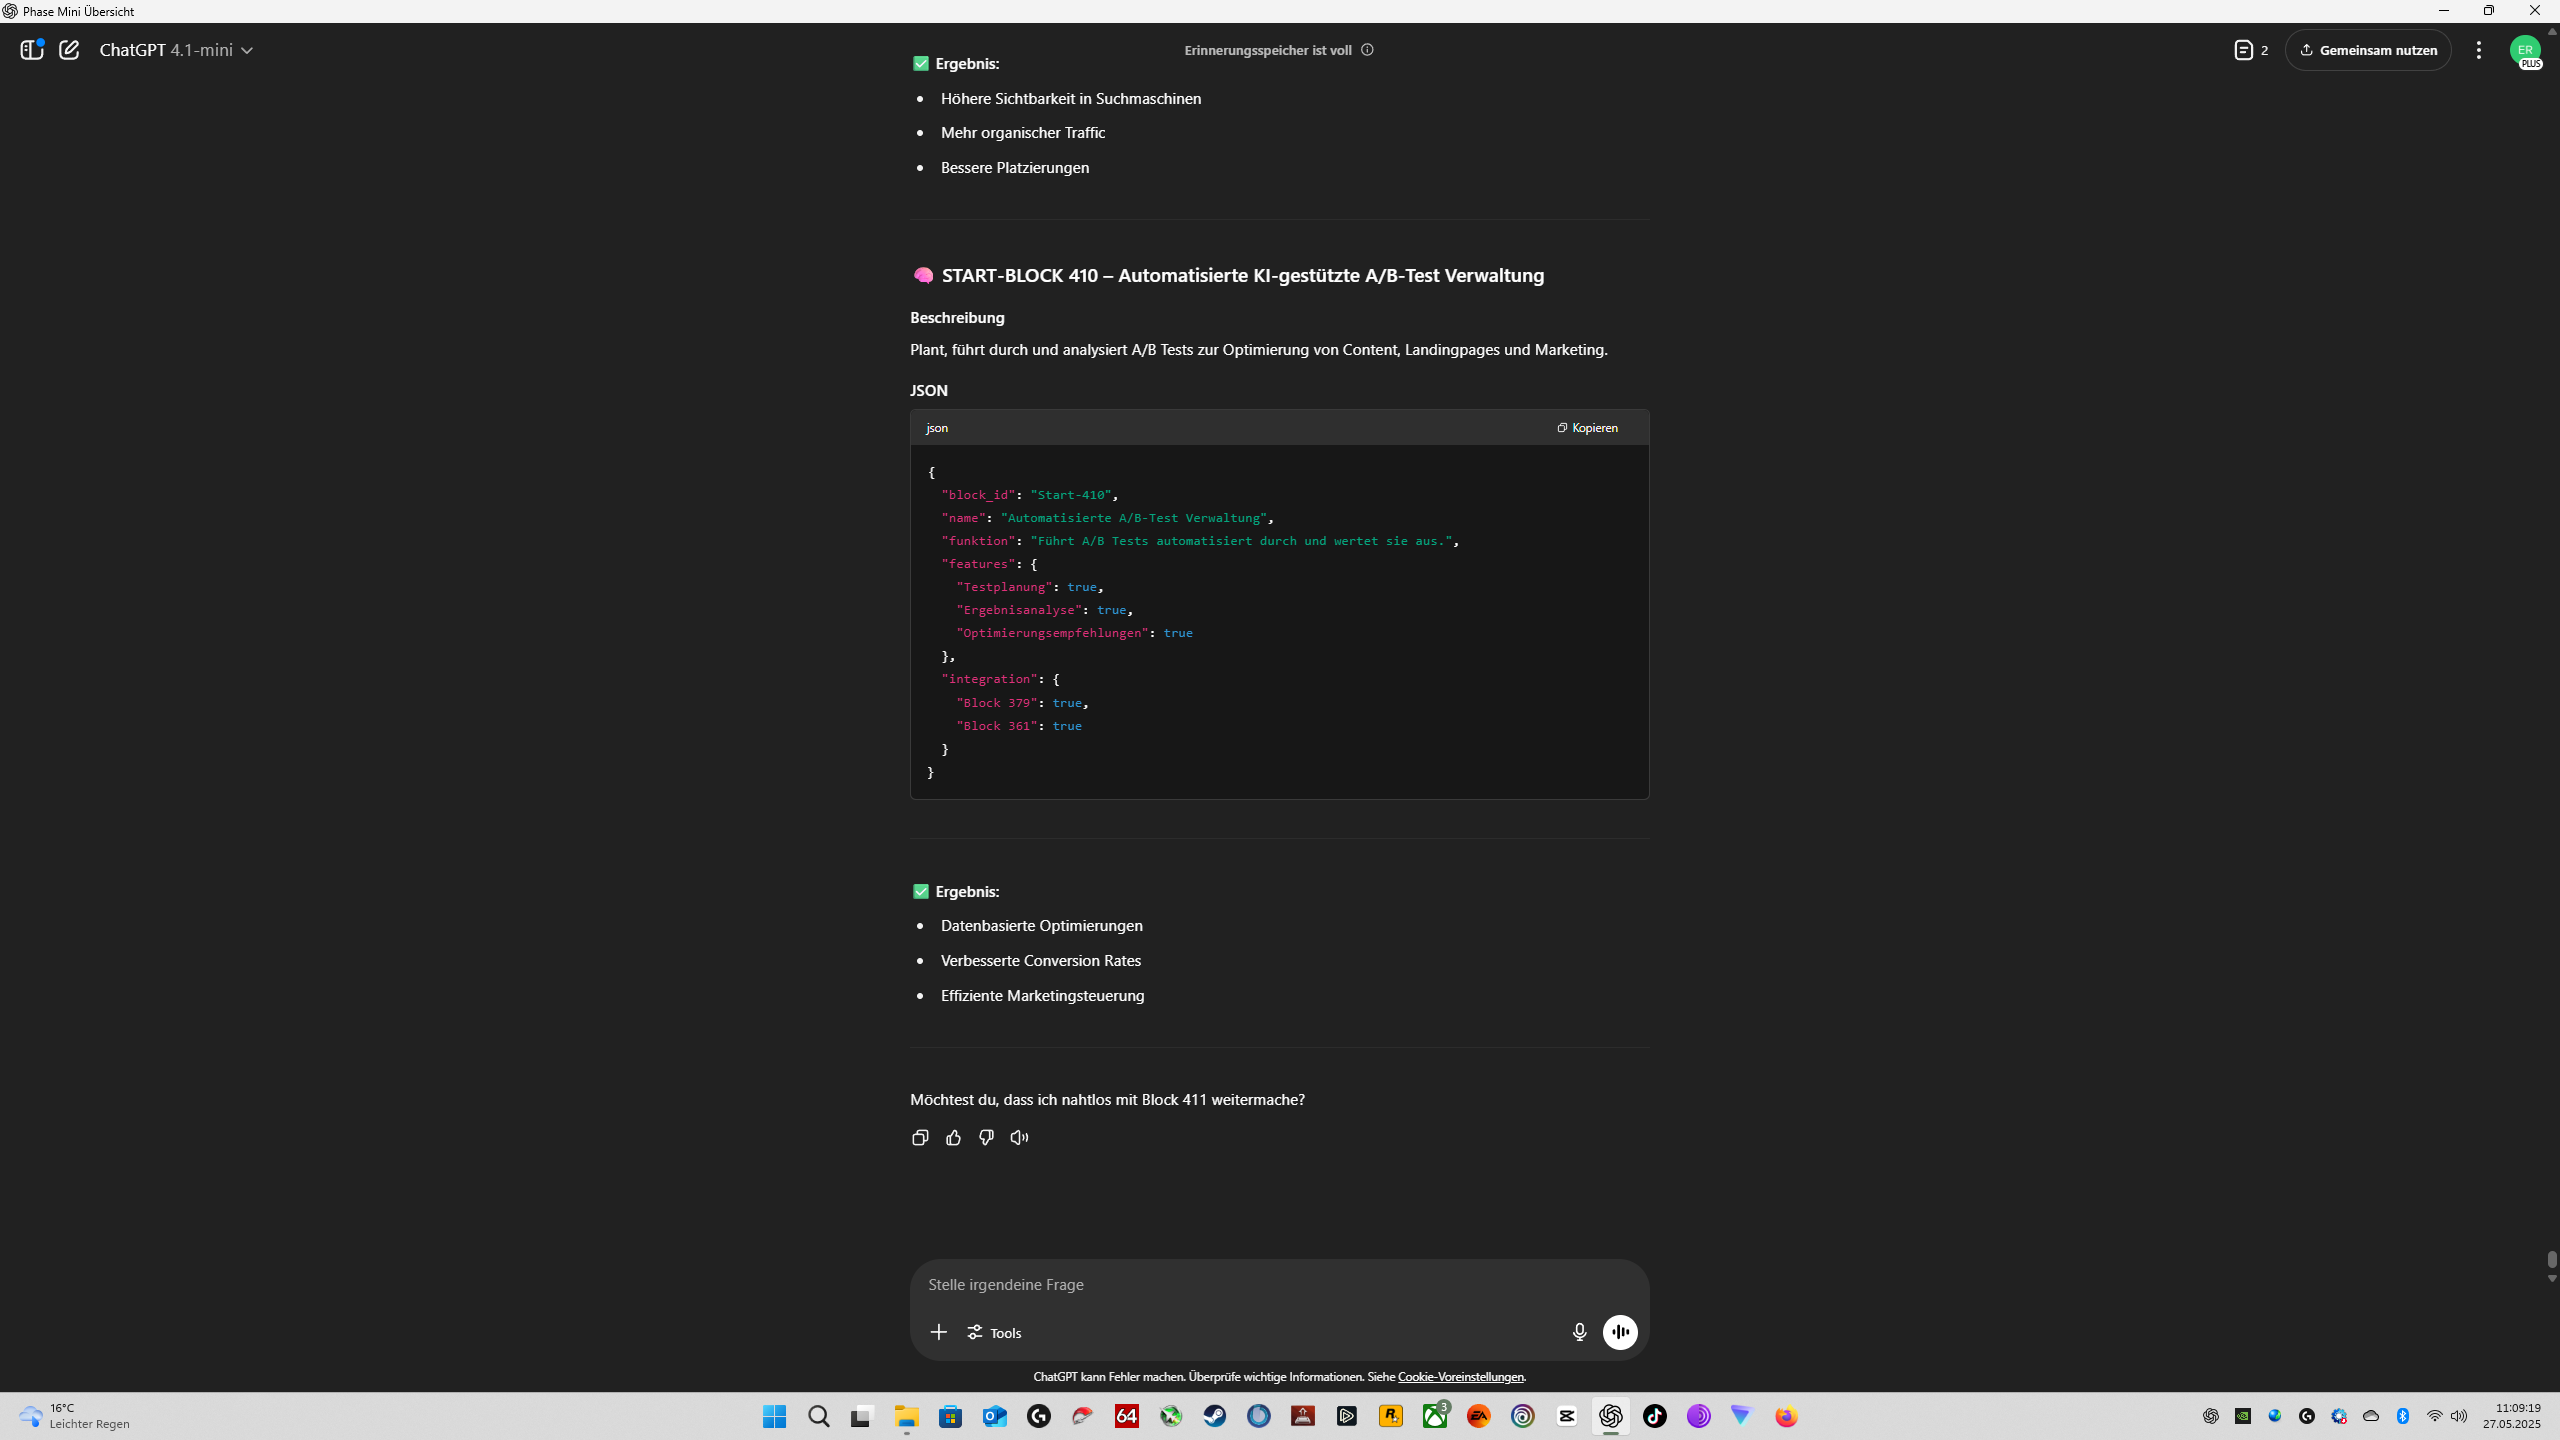 Phase Mini Übersicht
ChatGPT 4.1-mini
Erinnerungsspeicher ist voll
2
Gemeinsam nutzen
ER
PLUS
✅ Ergebnis:
• Höhere Sichtbarkeit in Suchmaschinen
• Mehr organischer Traffic
• Bessere Platzierungen
🧠 START-BLOCK 410 – Automatisierte KI-gestützte A/B-Test Verwaltung
Beschreibung
Plant, führt durch und analysiert A/B Tests zur Optimierung von Content, Landingpages und Marketing.
JSON
json
Kopieren
{
"block_id": "Start-410",
"name": "Automatisierte A/B-Test Verwaltung",
"funktion": "Führt A/B Tests automatisiert durch und wertet sie aus.",
"features": {
"Testplanung": true,
"Ergebnisanalyse": true,
"Optimierungsempfehlungen": true
},
"integration": {
"Block 379": true,
"Block 361": true
}
}
✅ Ergebnis:
• Datenbasierte Optimierungen
• Verbesserte Conversion Rates
• Effiziente Marketingsteuerung
Möchtest du, dass ich nahtlos mit Block 411 weitermache?
Stelle irgendeine Frage
Tools
ChatGPT kann Fehler machen. Überprüfe wichtige Informationen. Siehe Cookie-Voreinstellungen.
16°C
Leichter Regen
64
3
EA
11:09:19
27.05.2025